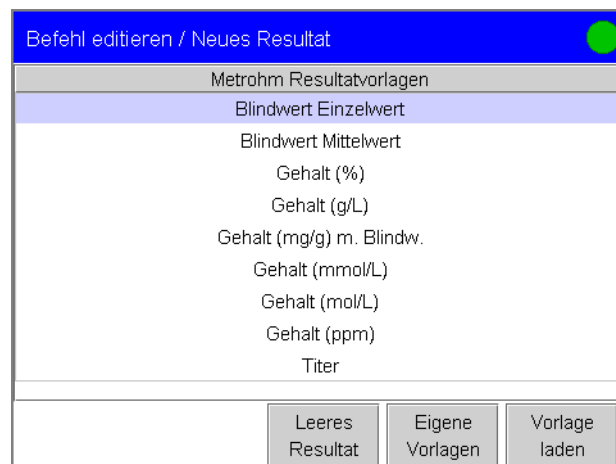 Befehl editieren / Neues Resultat
Metrohm Resultatvorlagen
Blindwert Einzelwert
Blindwert Mittelwert
Gehalt (%)
Gehalt (g/L)
Gehalt (mg/g) m. Blindw.
Gehalt (mmol/L)
Gehalt (mol/L)
Gehalt (ppm)
Titer
Leeres Eigene Vorlage
Resultat Vorlagen laden